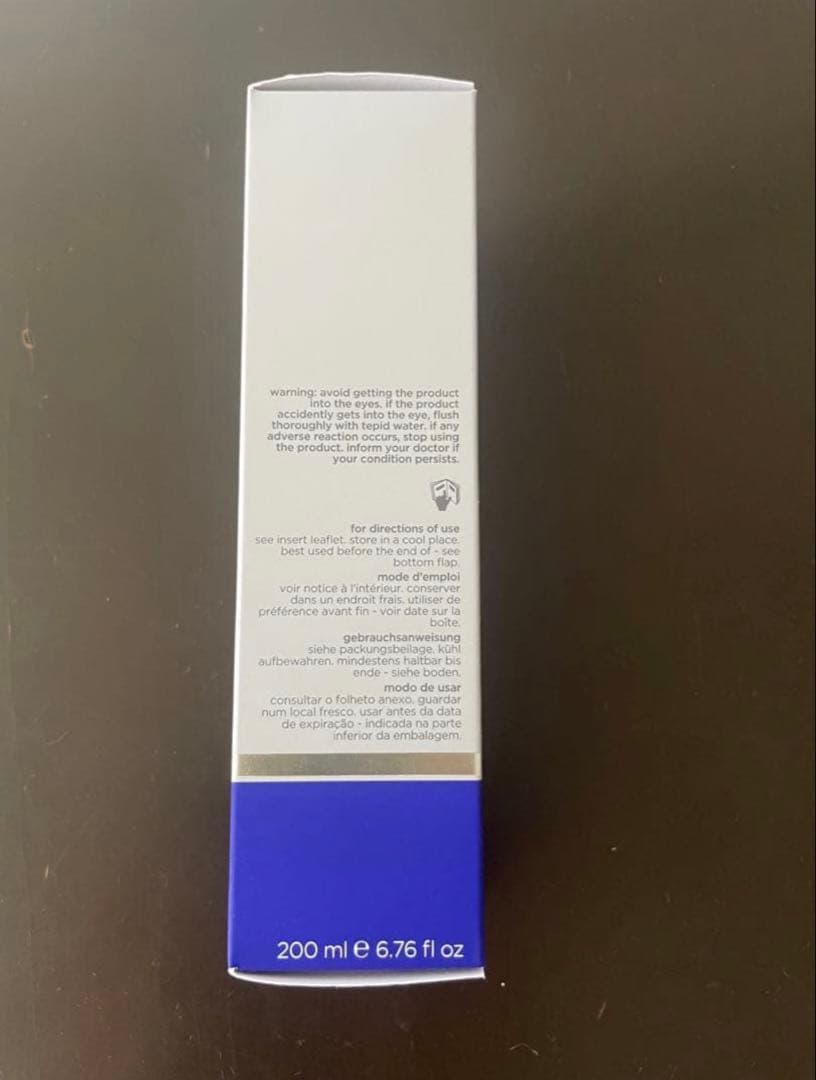 warning: avoid getting the product
into the eyes. if the product
accidently gets into the eye, flush
thoroughly with tepid water. if any
adverse reaction occurs, stop using
the product. inform your doctor if
your condition persists.
for directions of use
see insert leaflet. store in a cool place.
best used before the end of - see
bottom flap.
mode d'emploi
voir notice à l'intérieur. conserver
dans un endroit frais. utiliser de
préférence avant fin - voir date sur la
boîte.
gebrauchsanweisung
siehe packungsbeilage. kühl
aufbewahren. mindestens haltbar bis
ende - siehe boden.
modo de usar
consultar o folheto anexo. guardar
num local fresco. usar antes da data
de expiração - indicada na parte
inferior da embalagem.
200 ml ℮ 6.76 fl oz